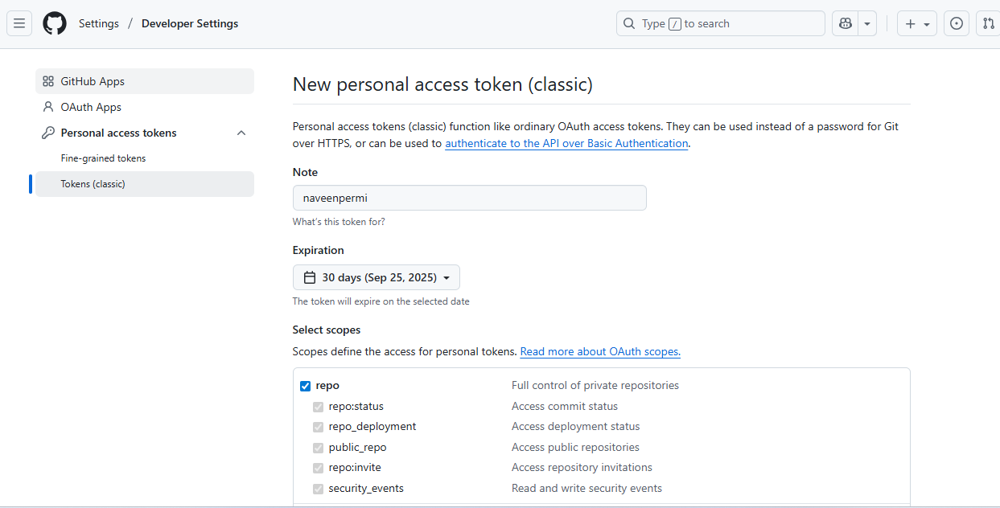 Settings / Developer Settings
Type / to search
GitHub Apps
OAuth Apps
Personal access tokens
Fine-grained tokens
Tokens (classic)
New personal access token (classic)
Personal access tokens (classic) function like ordinary OAuth access tokens. They can be used instead of a password for Git
over HTTPS, or can be used to authenticate to the API over Basic Authentication.
Note
naveenpermi
What's this token for?
Expiration
30 days (Sep 25, 2025)
The token will expire on the selected date
Select scopes
Scopes define the access for personal tokens. Read more about OAuth scopes.
repo Full control of private repositories
repo:status Access commit status
repo_deployment Access deployment status
public_repo Access public repositories
repo:invite Access repository invitations
security_events Read and write security events